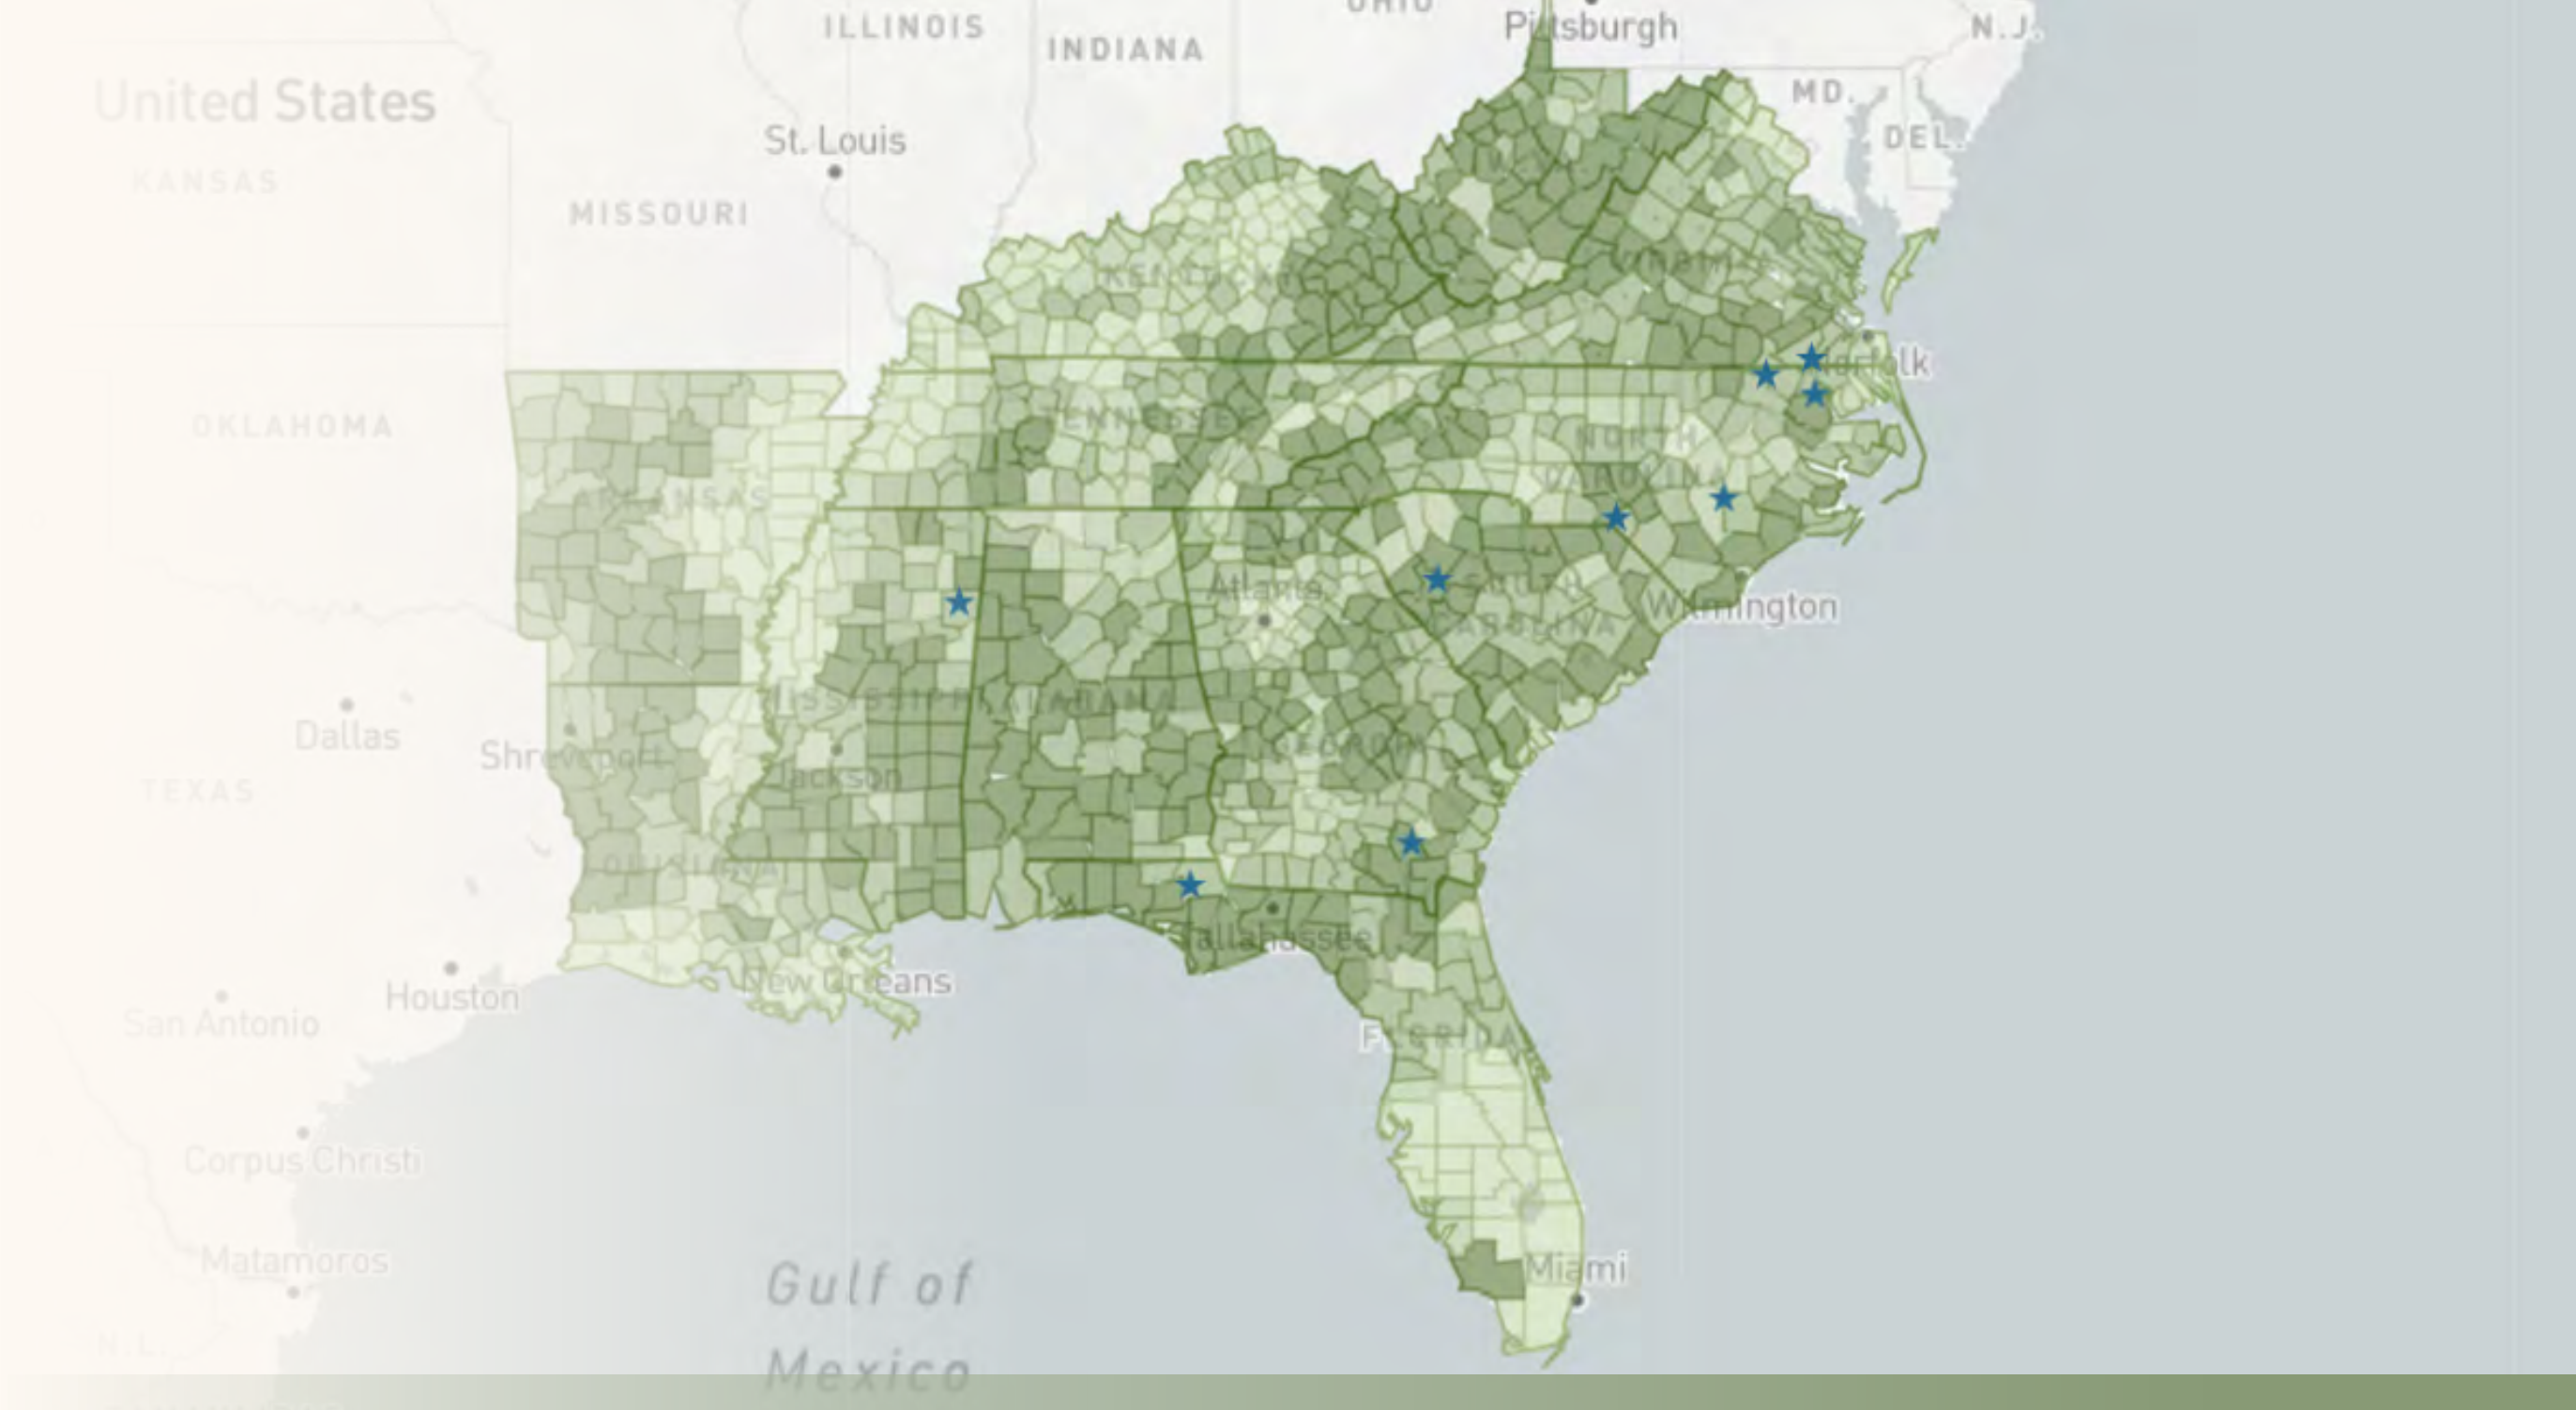 OHIO
Pittsburgh
N.J.
ILLINOIS
INDIANA
United States
MD.
DEL.
St. Louis
KANSAS
MISSOURI
W. VA.
VIRGINIA
KENTUCKY
Norfolk
OKLAHOMA
TENNESSEE
NORTH
CAROLINA
ARKANSAS
Atlanta
SOUTH
CAROLINA
Wilmington
MISSISSIPPI
ALABAMA
Dallas
Shreveport
GEORGIA
Jackson
TEXAS
LOUISIANA
Tallahassee
New Orleans
Houston
San Antonio
FLORIDA
Corpus Christi
Matamoros
Miami
Gulf of
Mexico
N.L.